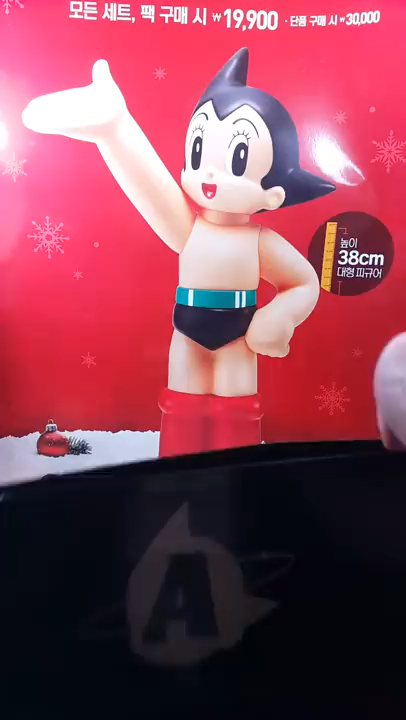 모든 세트, 팩 구매 시 ₩19,900 · 단품 구매 시 ₩30,000
높이
38cm
대형 피규어
A